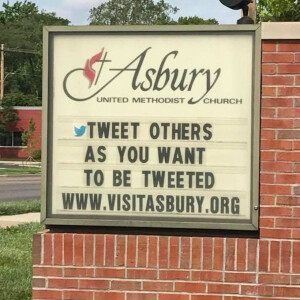 Asbury
UNITED METHODIST CHURCH
TWEET OTHERS
AS YOU WANT
TO BE TWEETED
WWW.VISITASBURY.ORG